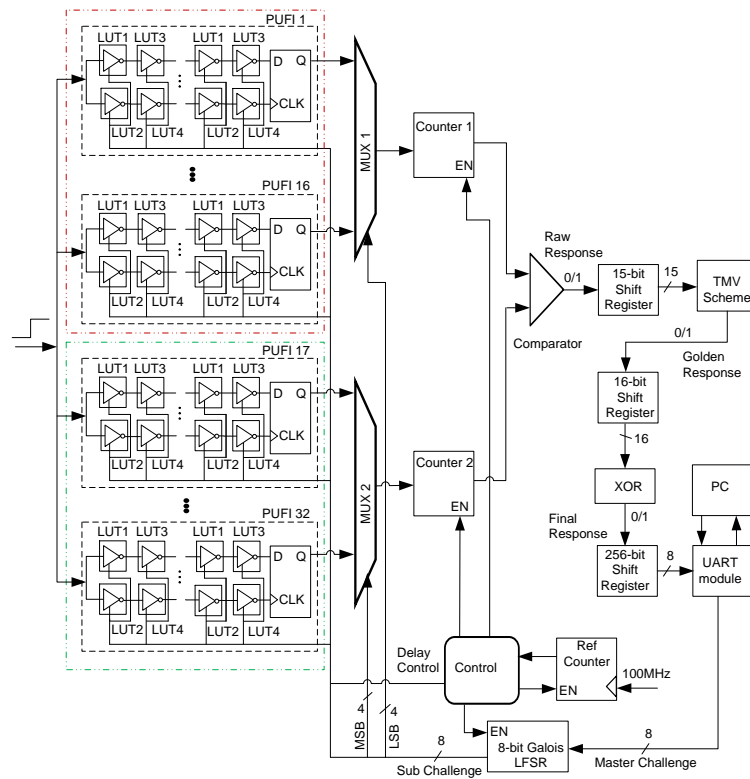 PUFI 1
LUT1 LUT3 LUT1 LUT3
D Q
CLK
LUT2 LUT4 LUT2 LUT4
MUX 1
Counter 1
EN
PUFI 16
LUT1 LUT3 LUT1 LUT3
D Q
CLK
LUT2 LUT4 LUT2 LUT4
Raw
Response
0/1
Comparator
15-bit
Shift
Register
15
TMV
Scheme
0/1
Golden
Response
16-bit
Shift
Register
16
XOR
0/1
Final
Response
256-bit
Shift
Register
8
PC
UART
module
PUFI 17
LUT1 LUT3 LUT1 LUT3
D Q
CLK
LUT2 LUT4 LUT2 LUT4
MUX 2
Counter 2
EN
PUFI 32
LUT1 LUT3 LUT1 LUT3
D Q
CLK
LUT2 LUT4 LUT2 LUT4
Delay
Control
Control
Ref
Counter
EN
100MHz
MSB
4
LSB
4
EN
8-bit Galois
LFSR
8
Sub Challenge
8
Master Challenge